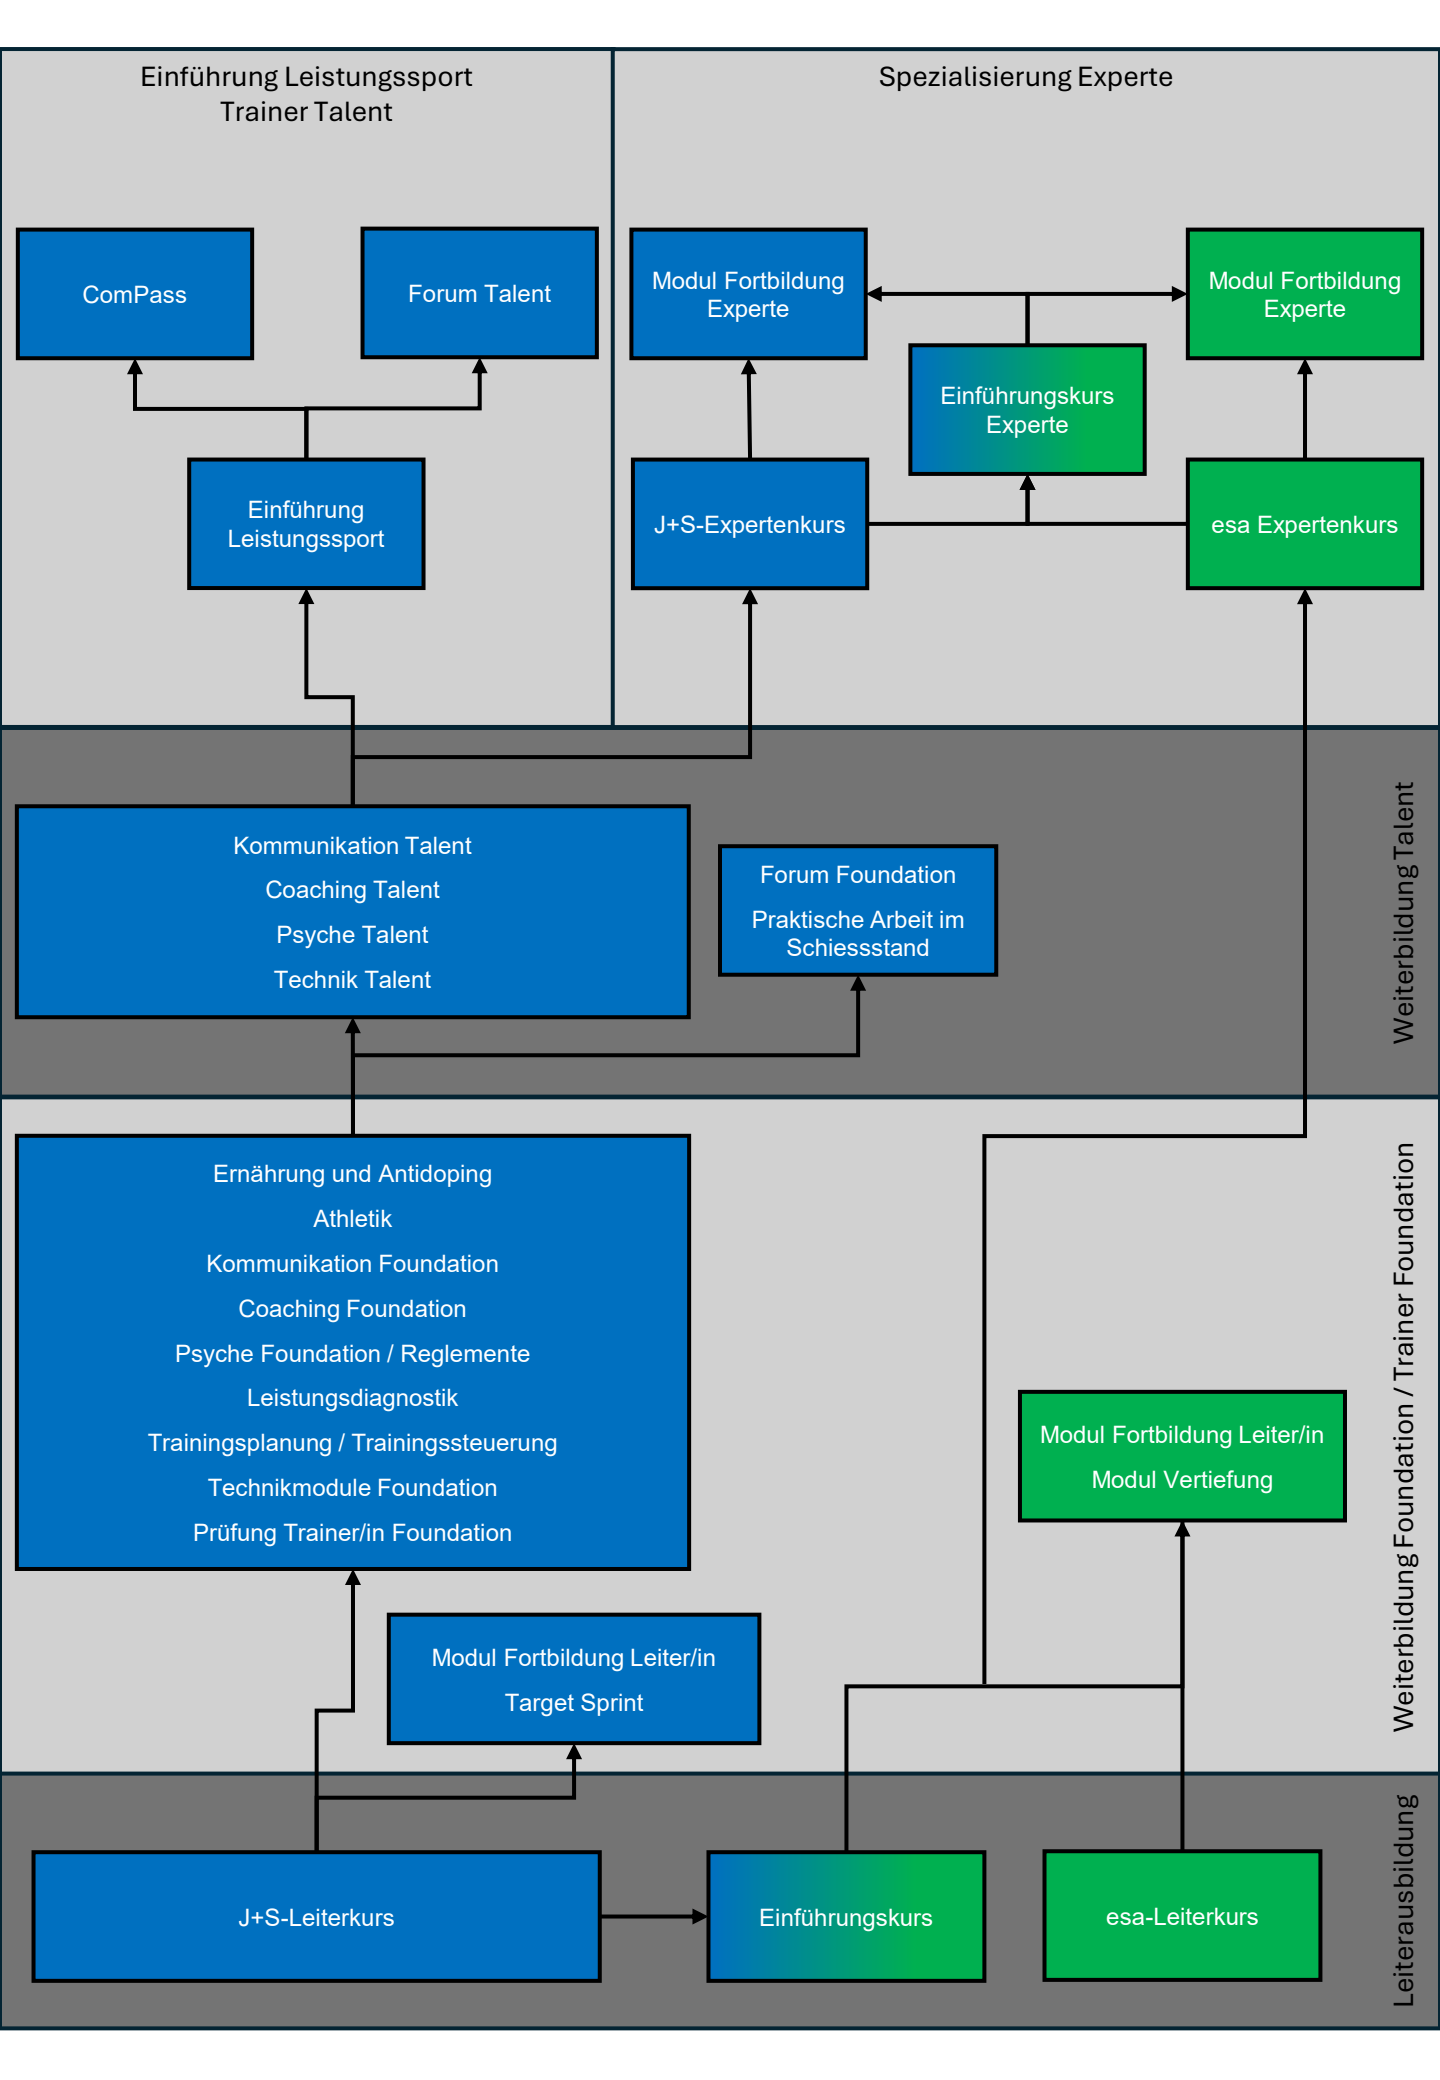 Einführung Leistungssport
Trainer Talent
Spezialisierung Experte
ComPass
Forum Talent
Modul Fortbildung
Experte
Modul Fortbildung
Experte
Einführungskurs
Experte
Einführung
Leistungssport
J+S-Expertenkurs
esa Expertenkurs
Weiterbildung Talent
Kommunikation Talent
Coaching Talent
Psyche Talent
Technik Talent
Forum Foundation
Praktische Arbeit im
Schiessstand
Weiterbildung Foundation / Trainer Foundation
Ernährung und Antidoping
Athletik
Kommunikation Foundation
Coaching Foundation
Psyche Foundation / Reglemente
Leistungsdiagnostik
Trainingsplanung / Trainingssteuerung
Technikmodule Foundation
Prüfung Trainer/in Foundation
Modul Fortbildung Leiter/in
Modul Vertiefung
Modul Fortbildung Leiter/in
Target Sprint
Leiterausbildung
J+S-Leiterkurs
Einführungskurs
esa-Leiterkurs